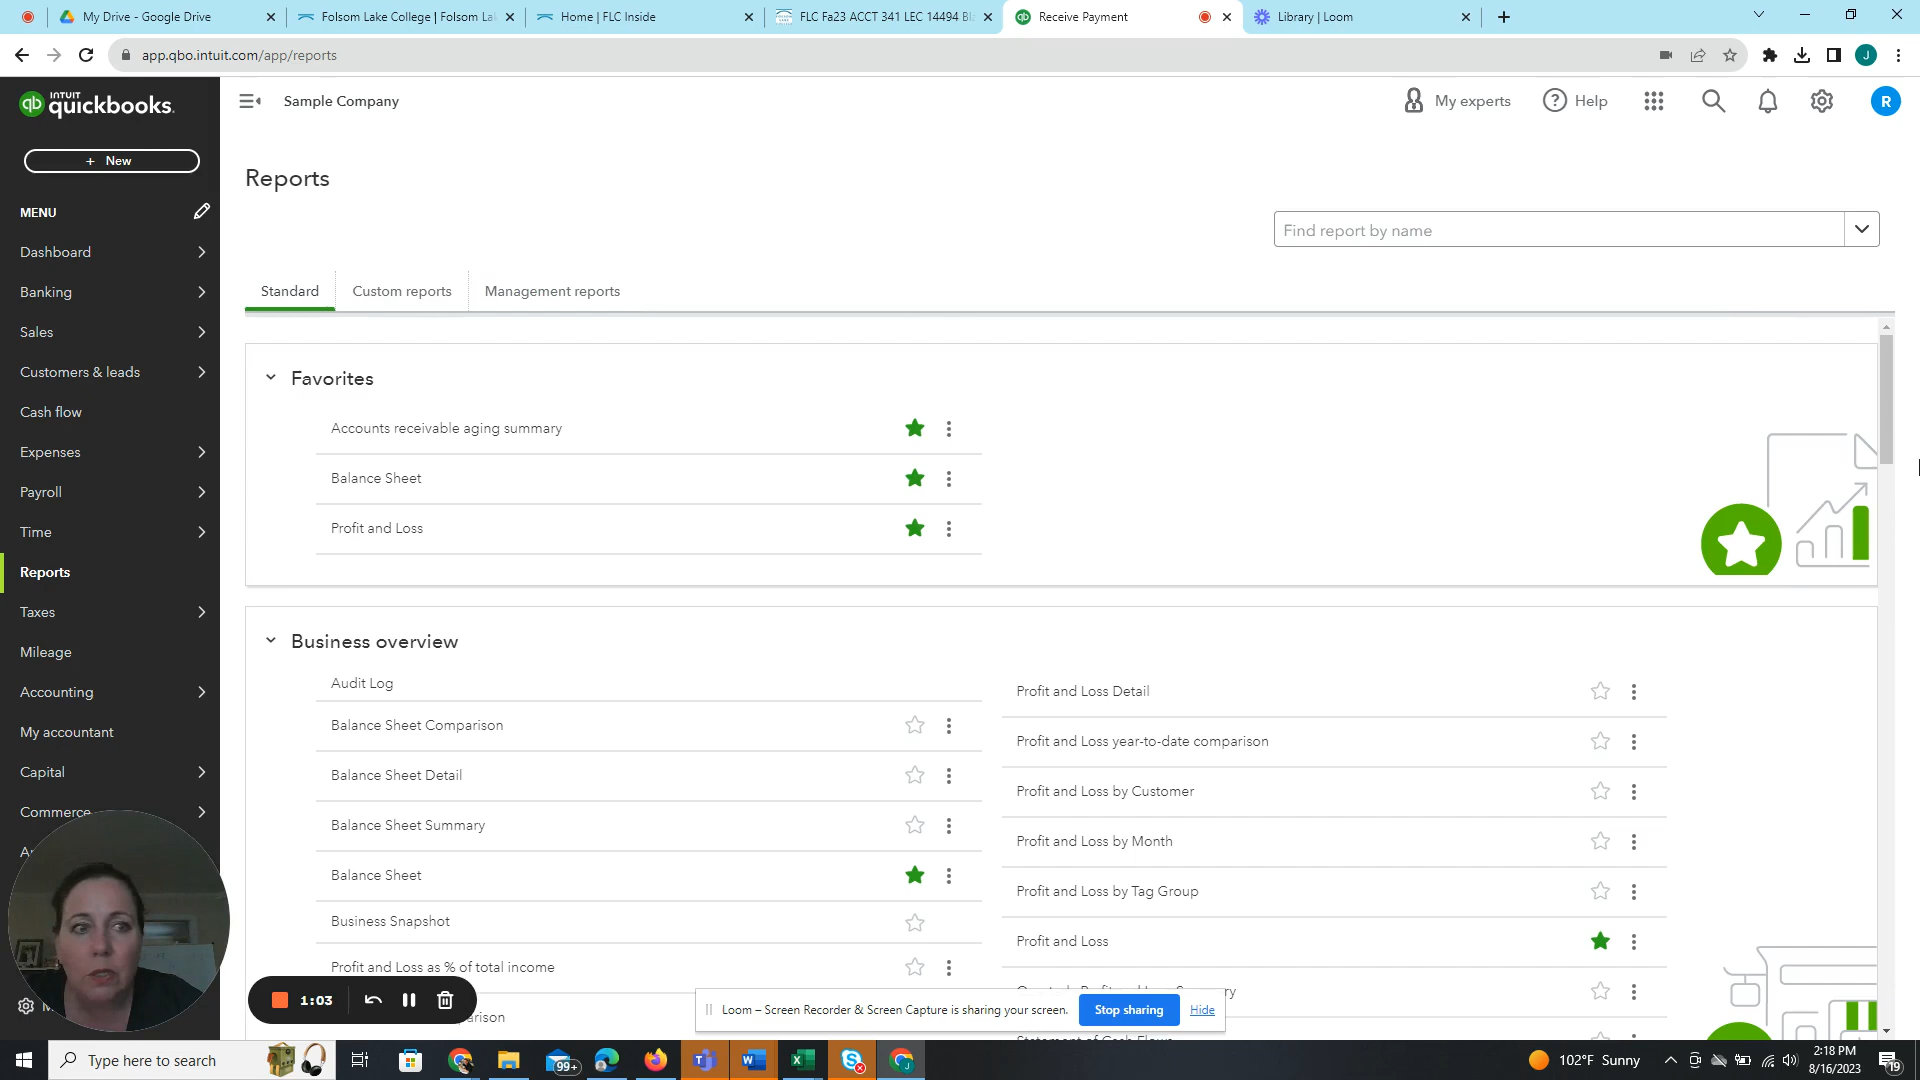 My Drive - Google Drive
Folsom Lake College | Folsom La
Home | FLC Inside
FLC Fa23 ACCT 341 LEC 14494 Bl
Receive Payment
Library | Loom
app.qbo.intuit.com/app/reports
J
INTUIT
qb quickbooks.
Sample Company
My experts
Help
R
+ New
Reports
MENU
Find report by name
Dashboard
Banking
Standard
Custom reports
Management reports
Sales
Customers & leads
Favorites
Cash flow
Accounts receivable aging summary
Expenses
Balance Sheet
Payroll
Profit and Loss
Time
Reports
Taxes
Business overview
Mileage
Audit Log
Profit and Loss Detail
Accounting
Balance Sheet Comparison
Profit and Loss year-to-date comparison
My accountant
Balance Sheet Detail
Profit and Loss by Customer
Capital
Balance Sheet Summary
Profit and Loss by Month
Commerce
Balance Sheet
Profit and Loss by Tag Group
Business Snapshot
Profit and Loss
Profit and Loss as % of total income
1:03
Loom – Screen Recorder & Screen Capture is sharing your screen.
Stop sharing
Hide
Type here to search
99+
102°F Sunny
2:18 PM
8/16/2023
19